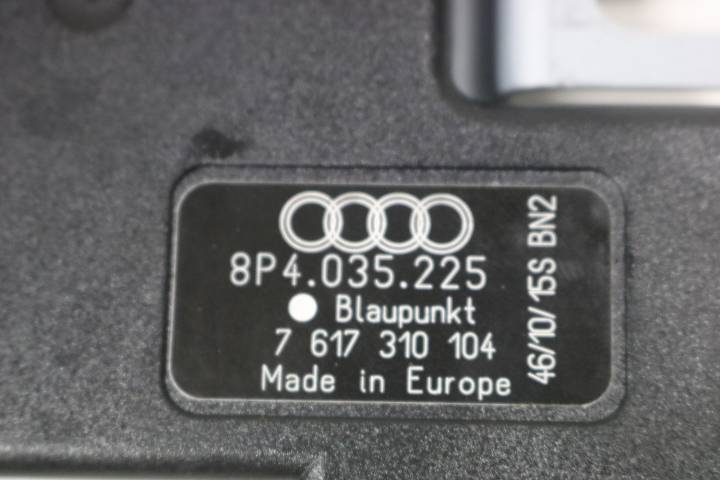 8P4.035.225
Blaupunkt
7 617 310 104
Made in Europe
46/10/15S BN2